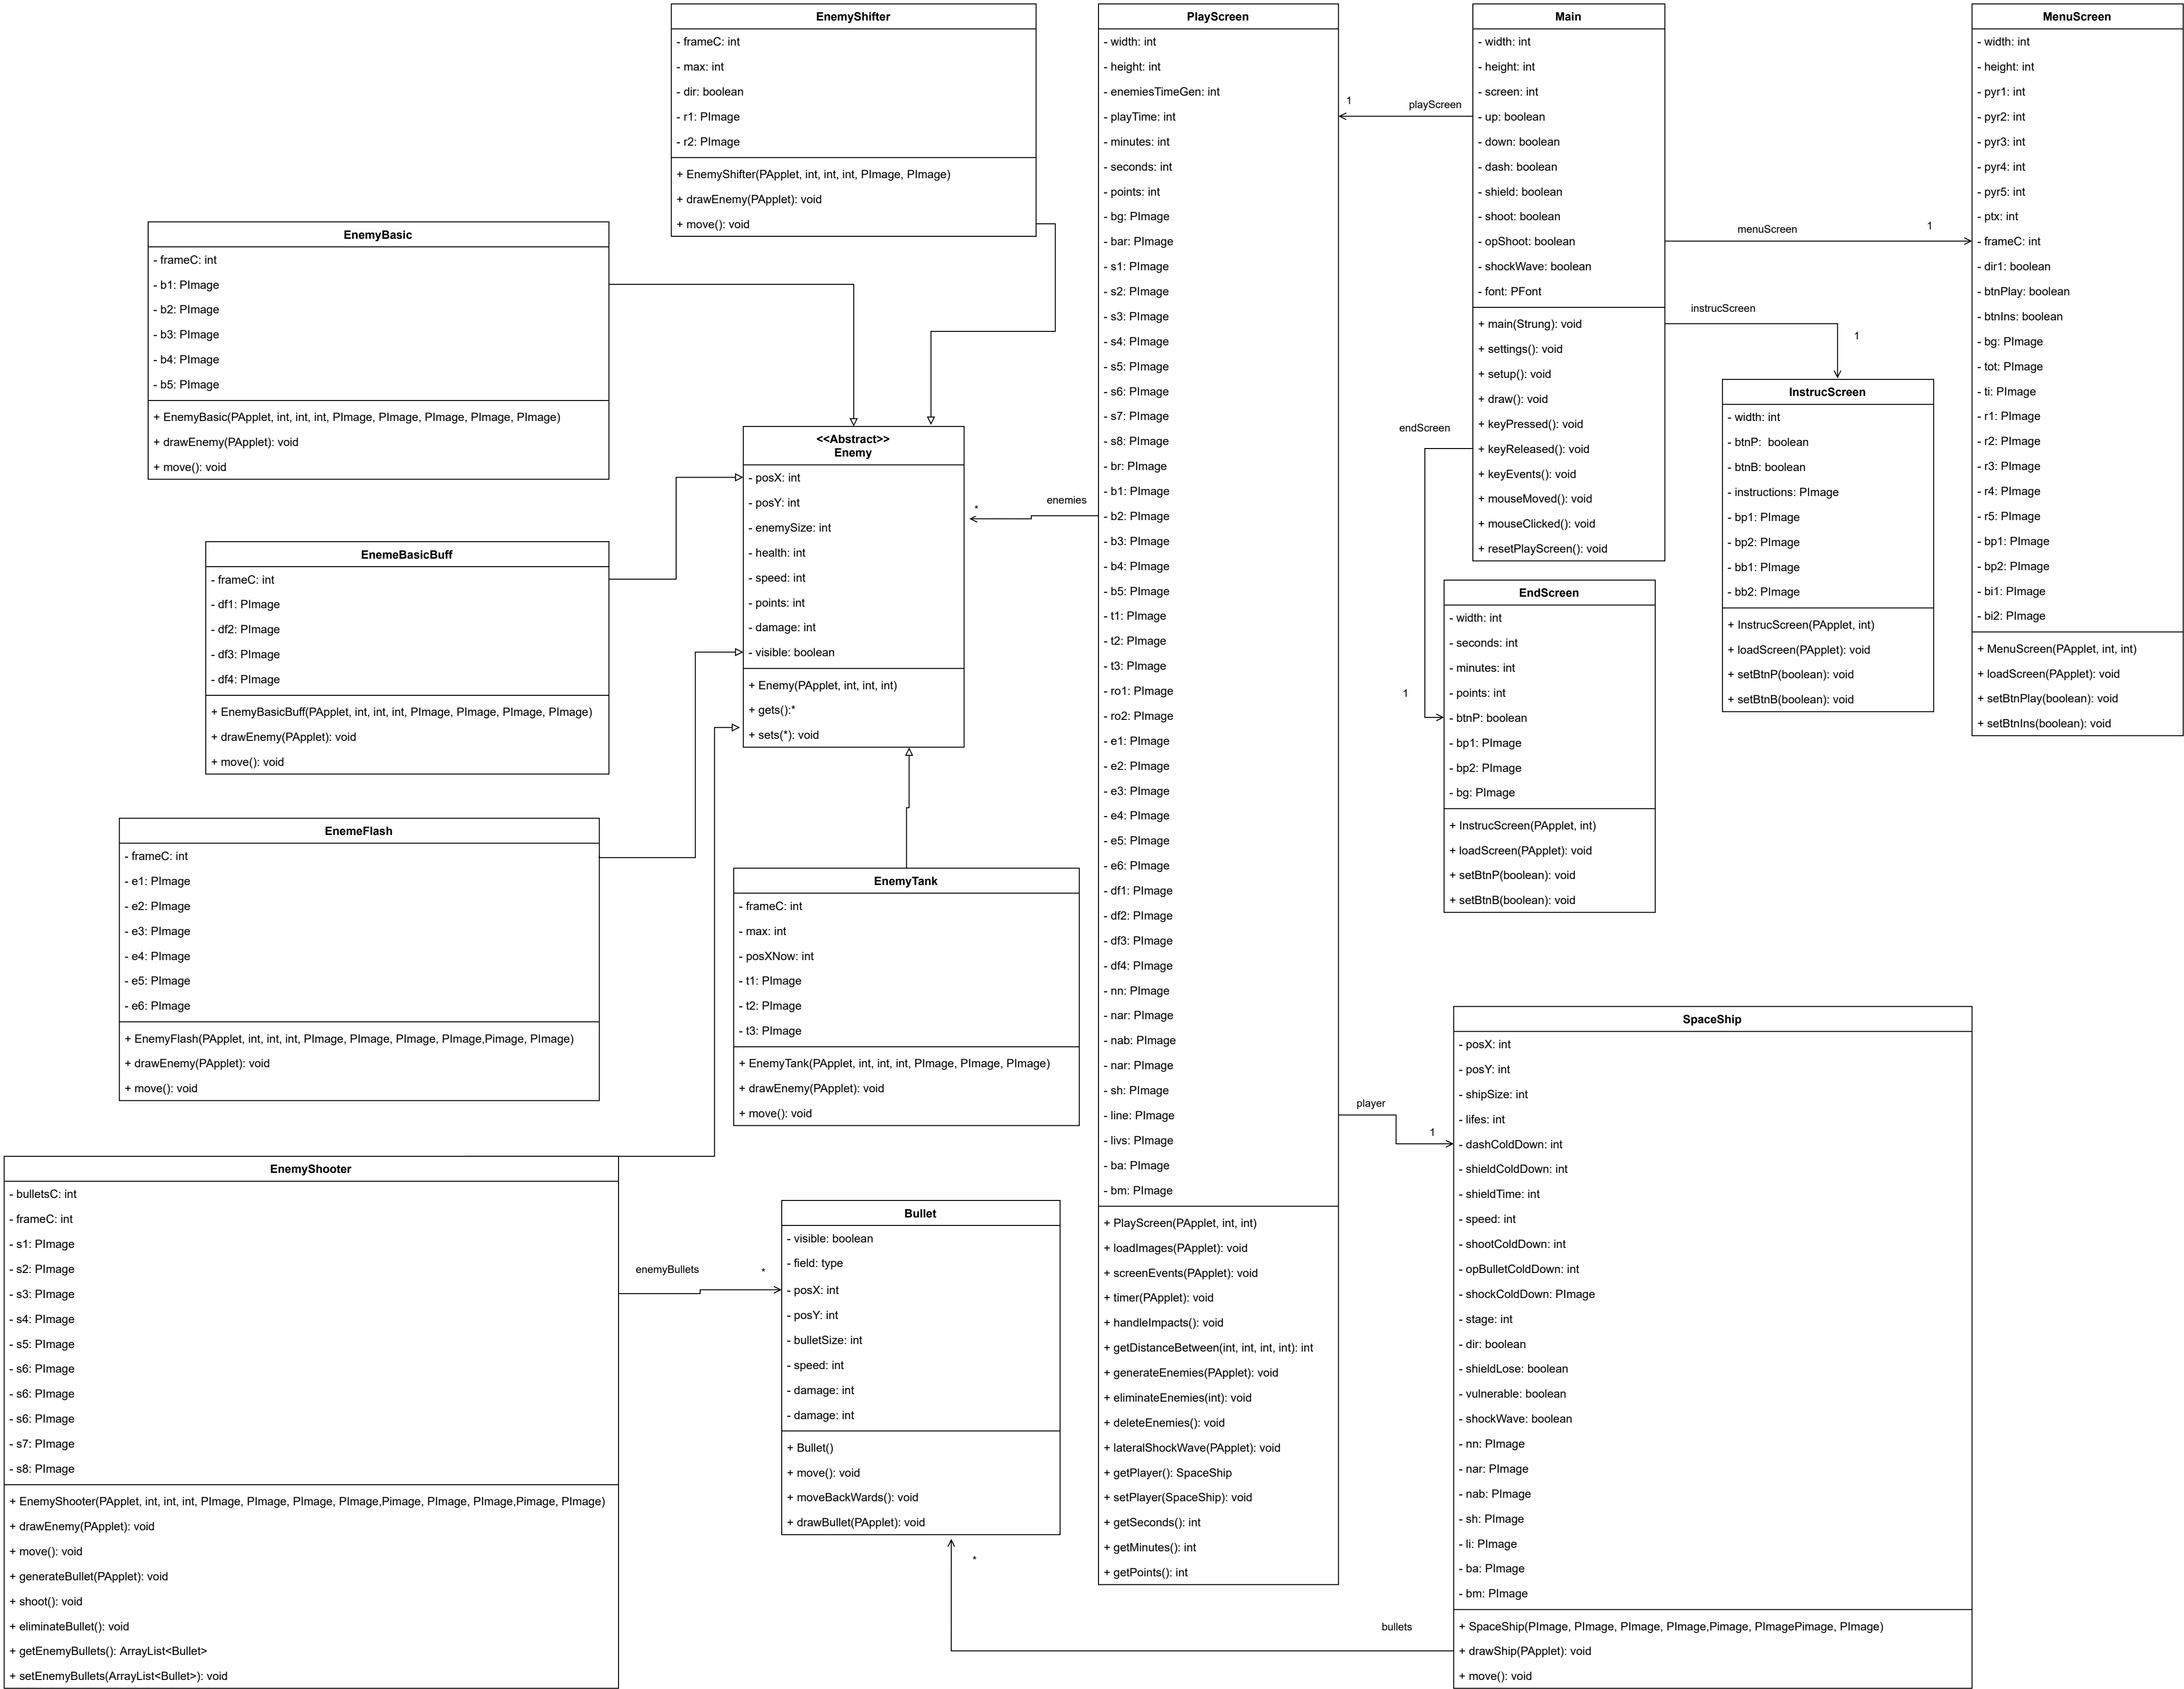 EnemyShifter
- frameC: int
- max: int
- dir: boolean
- r1: PImage
- r2: PImage
+ EnemyShifter(PApplet, int, int, int, PImage, PImage)
+ drawEnemy(PApplet): void
+ move(): void
EnemyBasic
- frameC: int
- b1: PImage
- b2: PImage
- b3: PImage
- b4: PImage
- b5: PImage
+ EnemyBasic(PApplet, int, int, int, PImage, PImage, PImage, PImage, PImage)
+ drawEnemy(PApplet): void
+ move(): void
<<Abstract>>
Enemy
- posX: int
- posY: int
- enemySize: int
- health: int
- speed: int
- points: int
- damage: int
- visible: boolean
+ Enemy(PApplet, int, int, int)
+ gets():*
+ sets(*): void
EnemeBasicBuff
- frameC: int
- df1: PImage
- df2: PImage
- df3: PImage
- df4: PImage
+ EnemyBasicBuff(PApplet, int, int, int, PImage, PImage, PImage, PImage)
+ drawEnemy(PApplet): void
+ move(): void
EnemeFlash
- frameC: int
- e1: PImage
- e2: PImage
- e3: PImage
- e4: PImage
- e5: PImage
- e6: PImage
+ EnemyFlash(PApplet, int, int, int, PImage, PImage, PImage, PImage,Pimage, PImage)
+ drawEnemy(PApplet): void
+ move(): void
EnemyTank
- frameC: int
- max: int
- posXNow: int
- t1: PImage
- t2: PImage
- t3: PImage
+ EnemyTank(PApplet, int, int, int, PImage, PImage, PImage)
+ drawEnemy(PApplet): void
+ move(): void
EnemyShooter
- bulletsC: int
- frameC: int
- s1: PImage
- s2: PImage
- s3: PImage
- s4: PImage
- s5: PImage
- s6: PImage
- s6: PImage
- s6: PImage
- s7: PImage
- s8: PImage
+ EnemyShooter(PApplet, int, int, int, PImage, PImage, PImage, PImage,Pimage, PImage, PImage,Pimage, PImage)
+ drawEnemy(PApplet): void
+ move(): void
+ generateBullet(PApplet): void
+ shoot(): void
+ eliminateBullet(): void
+ getEnemyBullets(): ArrayList<Bullet>
+ setEnemyBullets(ArrayList<Bullet>): void
enemyBullets
*
Bullet
- visible: boolean
- field: type
- posX: int
- posY: int
- bulletSize: int
- speed: int
- damage: int
- damage: int
+ Bullet()
+ move(): void
+ moveBackWards(): void
+ drawBullet(PApplet): void
*
bullets
enemies
*
PlayScreen
- width: int
- height: int
- enemiesTimeGen: int
- playTime: int
- minutes: int
- seconds: int
- points: int
- bg: PImage
- bar: PImage
- s1: PImage
- s2: PImage
- s3: PImage
- s4: PImage
- s5: PImage
- s6: PImage
- s7: PImage
- s8: PImage
- br: PImage
- b1: PImage
- b2: PImage
- b3: PImage
- b4: PImage
- b5: PImage
- t1: PImage
- t2: PImage
- t3: PImage
- ro1: PImage
- ro2: PImage
- e1: PImage
- e2: PImage
- e3: PImage
- e4: PImage
- e5: PImage
- e6: PImage
- df1: PImage
- df2: PImage
- df3: PImage
- df4: PImage
- nn: PImage
- nar: PImage
- nab: PImage
- nar: PImage
- sh: PImage
- line: PImage
- livs: PImage
- ba: PImage
- bm: PImage
+ PlayScreen(PApplet, int, int)
+ loadImages(PApplet): void
+ screenEvents(PApplet): void
+ timer(PApplet): void
+ handleImpacts(): void
+ getDistanceBetween(int, int, int, int): int
+ generateEnemies(PApplet): void
+ eliminateEnemies(int): void
+ deleteEnemies(): void
+ lateralShockWave(PApplet): void
+ getPlayer(): SpaceShip
+ setPlayer(SpaceShip): void
+ getSeconds(): int
+ getMinutes(): int
+ getPoints(): int
1
playScreen
Main
- width: int
- height: int
- screen: int
- up: boolean
- down: boolean
- dash: boolean
- shield: boolean
- shoot: boolean
- opShoot: boolean
- shockWave: boolean
- font: PFont
+ main(Strung): void
+ settings(): void
+ setup(): void
+ draw(): void
+ keyPressed(): void
+ keyReleased(): void
+ keyEvents(): void
+ mouseMoved(): void
+ mouseClicked(): void
+ resetPlayScreen(): void
menuScreen
1
instrucScreen
1
endScreen
1
EndScreen
- width: int
- seconds: int
- minutes: int
- points: int
- btnP: boolean
- bp1: PImage
- bp2: PImage
- bg: PImage
+ InstrucScreen(PApplet, int)
+ loadScreen(PApplet): void
+ setBtnP(boolean): void
+ setBtnB(boolean): void
InstrucScreen
- width: int
- btnP:  boolean
- btnB: boolean
- instructions: PImage
- bp1: PImage
- bp2: PImage
- bb1: PImage
- bb2: PImage
+ InstrucScreen(PApplet, int)
+ loadScreen(PApplet): void
+ setBtnP(boolean): void
+ setBtnB(boolean): void
MenuScreen
- width: int
- height: int
- pyr1: int
- pyr2: int
- pyr3: int
- pyr4: int
- pyr5: int
- ptx: int
- frameC: int
- dir1: boolean
- btnPlay: boolean
- btnIns: boolean
- bg: PImage
- tot: PImage
- ti: PImage
- r1: PImage
- r2: PImage
- r3: PImage
- r4: PImage
- r5: PImage
- bp1: PImage
- bp2: PImage
- bi1: PImage
- bi2: PImage
+ MenuScreen(PApplet, int, int)
+ loadScreen(PApplet): void
+ setBtnPlay(boolean): void
+ setBtnIns(boolean): void
player
1
SpaceShip
- posX: int
- posY: int
- shipSize: int
- lifes: int
- dashColdDown: int
- shieldColdDown: int
- shieldTime: int
- speed: int
- shootColdDown: int
- opBulletColdDown: int
- shockColdDown: PImage
- stage: int
- dir: boolean
- shieldLose: boolean
- vulnerable: boolean
- shockWave: boolean
- nn: PImage
- nar: PImage
- nab: PImage
- sh: PImage
- li: PImage
- ba: PImage
- bm: PImage
+ SpaceShip(PImage, PImage, PImage, PImage,Pimage, PImagePimage, PImage)
+ drawShip(PApplet): void
+ move(): void